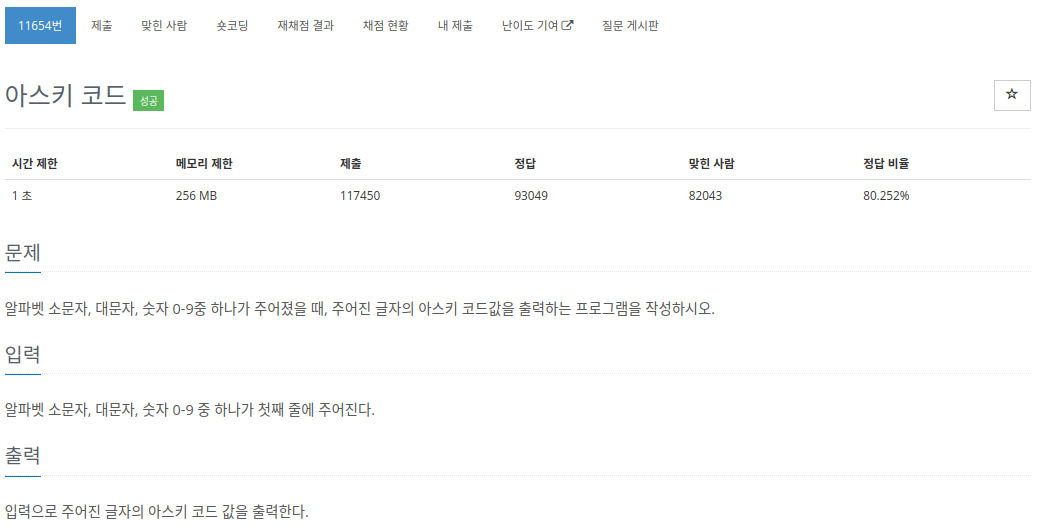 11654번 제출 맞힌 사람 숏코딩 재채점 결과 채점 현황 내 제출 난이도 기여 질문 게시판
아스키 코드 성공
시간 제한 메모리 제한 제출 정답 맞힌 사람 정답 비율
1 초 256 MB 117450 93049 82043 80.252%
문제
알파벳 소문자, 대문자, 숫자 0-9중 하나가 주어졌을 때, 주어진 글자의 아스키 코드값을 출력하는 프로그램을 작성하시오.
입력
알파벳 소문자, 대문자, 숫자 0-9 중 하나가 첫째 줄에 주어진다.
출력
입력으로 주어진 글자의 아스키 코드 값을 출력한다.